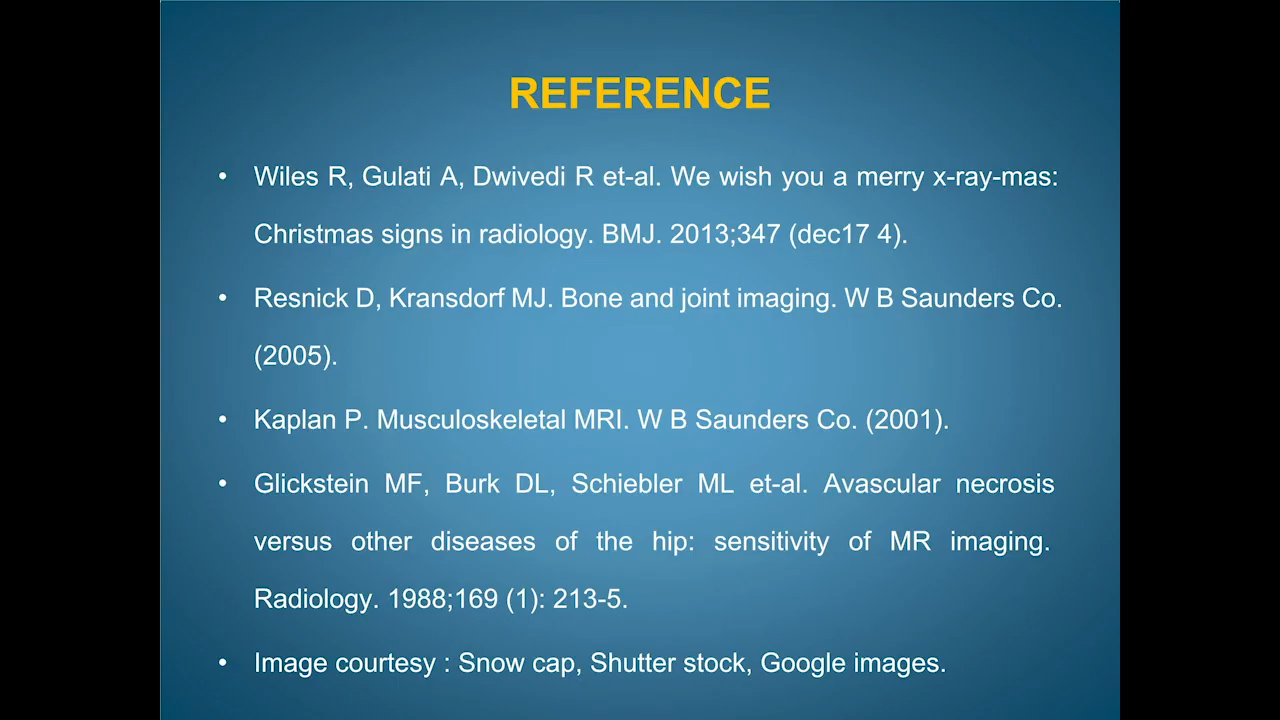 REFERENCE
• Wiles R, Gulati A, Dwivedi R et-al. We wish you a merry x-ray-mas:
Christmas signs in radiology. BMJ. 2013;347 (dec17 4).
• Resnick D, Kransdorf MJ. Bone and joint imaging. W B Saunders Co.
(2005).
• Kaplan P. Musculoskeletal MRI. W B Saunders Co. (2001).
• Glickstein MF, Burk DL, Schiebler ML et-al. Avascular necrosis
versus other diseases of the hip: sensitivity of MR imaging.
Radiology. 1988;169 (1): 213-5.
• Image courtesy : Snow cap, Shutter stock, Google images.